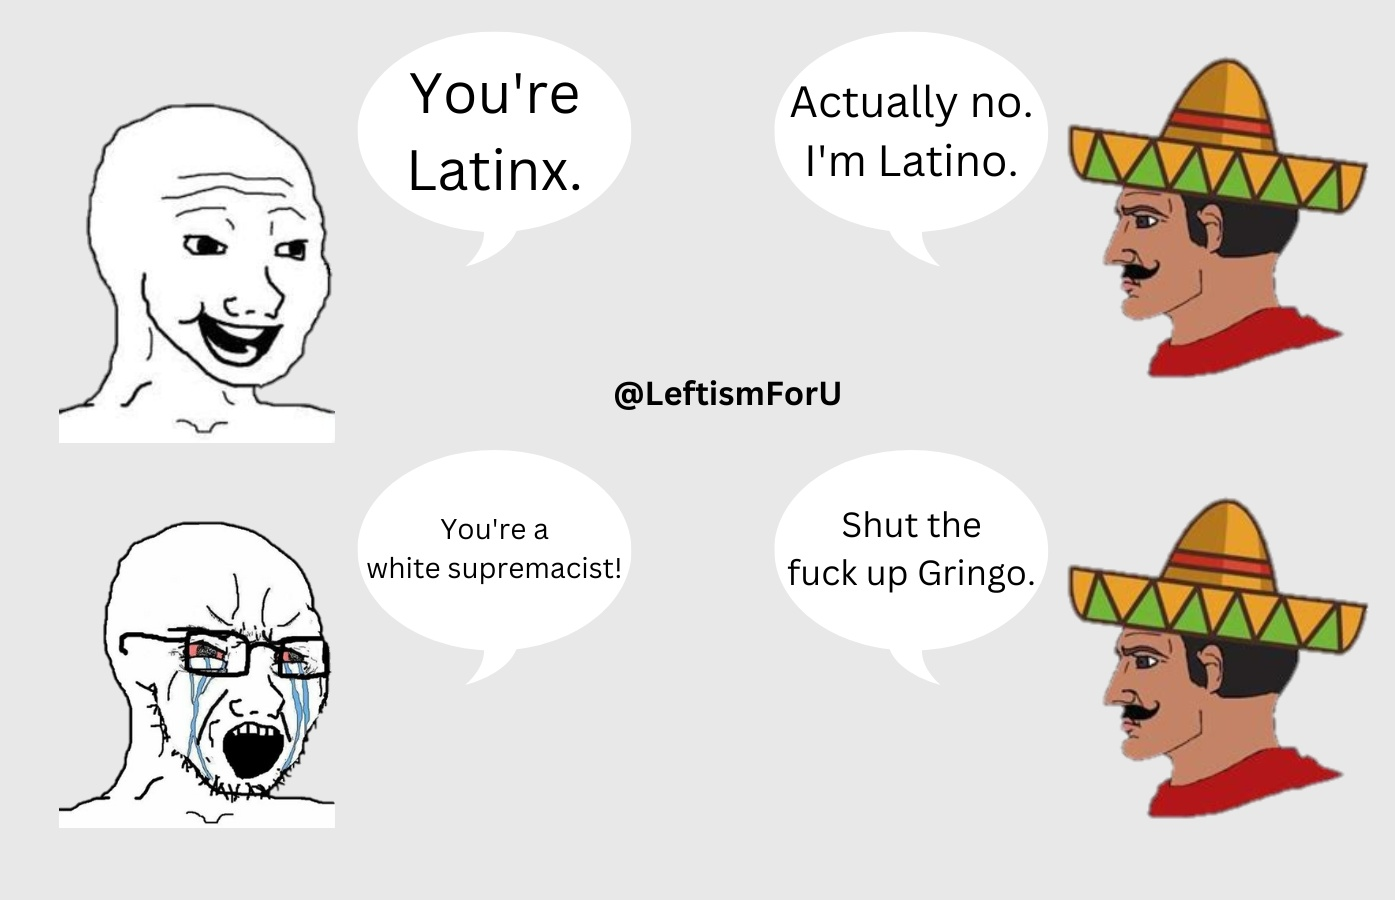 You're
Latinx.
Actually no.
I'm Latino.
@LeftismForU
You're a
white supremacist!
Shut the
fuck up Gringo.